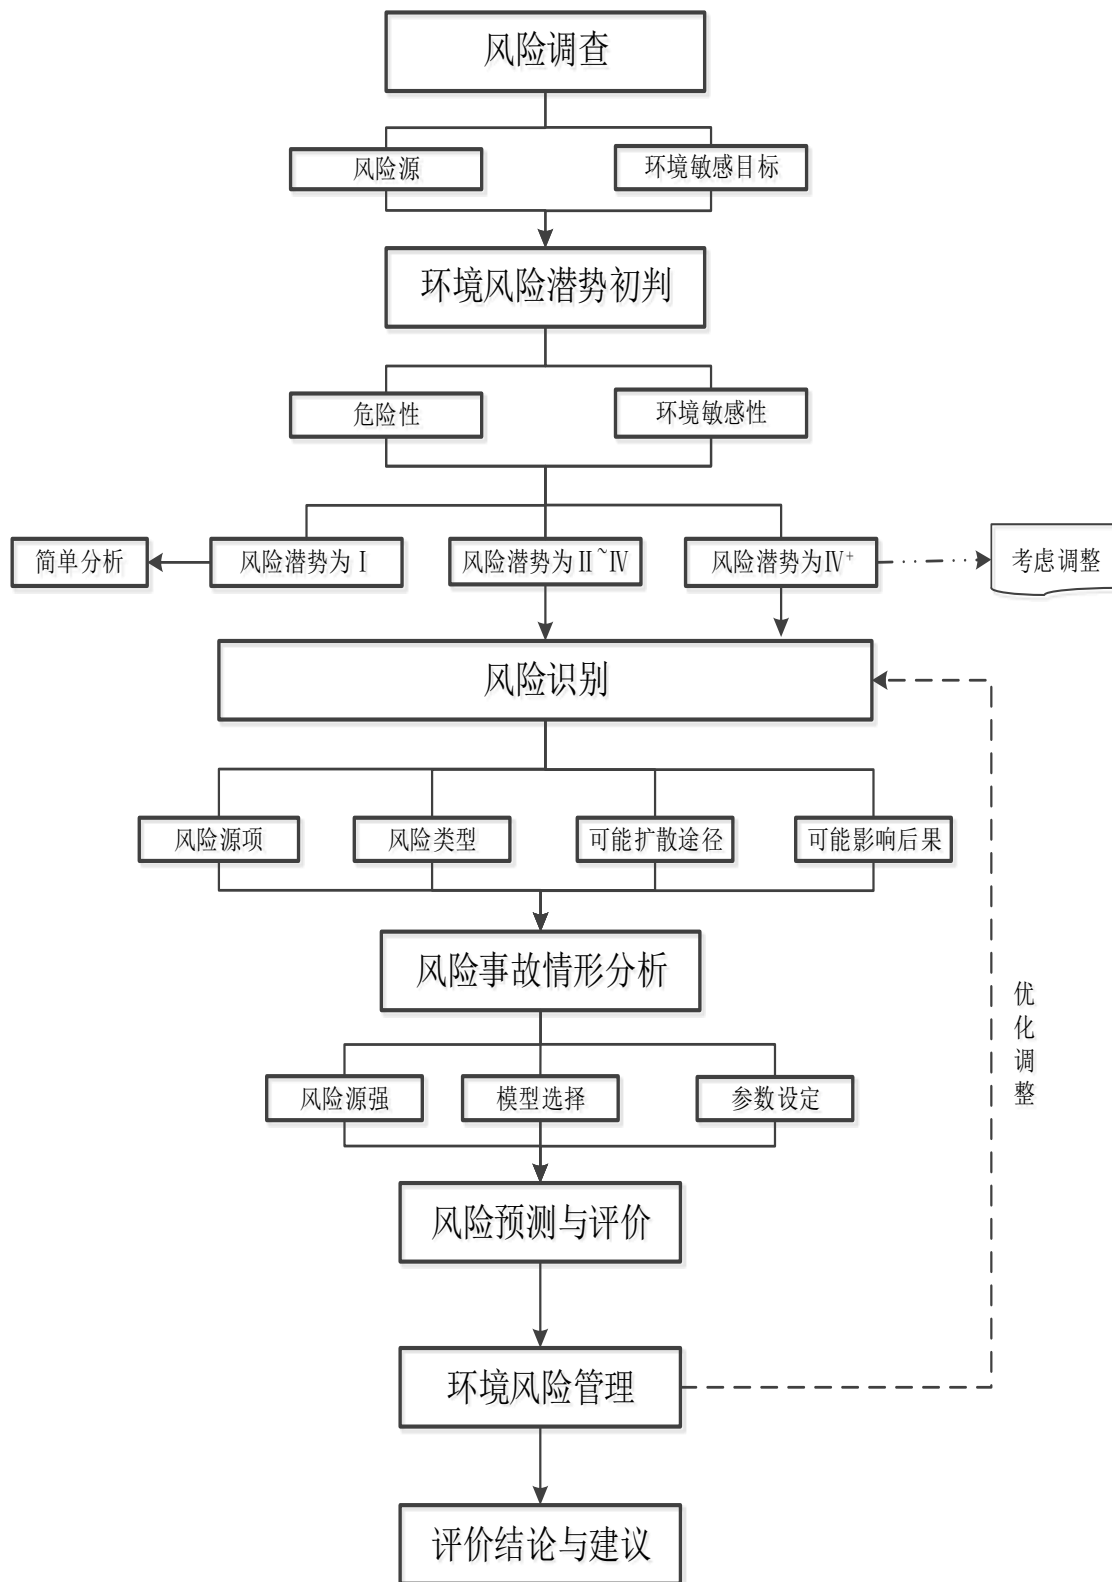 风险调查
风险源
环境敏感目标
环境风险潜势初判
危险性
环境敏感性
简单分析
风险潜势为Ⅰ
风险潜势为Ⅱ~Ⅳ
风险潜势为Ⅳ⁺
考虑调整
风险识别
风险源项
风险类型
可能扩散途径
可能影响后果
风险事故情形分析
优化调整
风险源强
模型选择
参数设定
风险预测与评价
环境风险管理
评价结论与建议